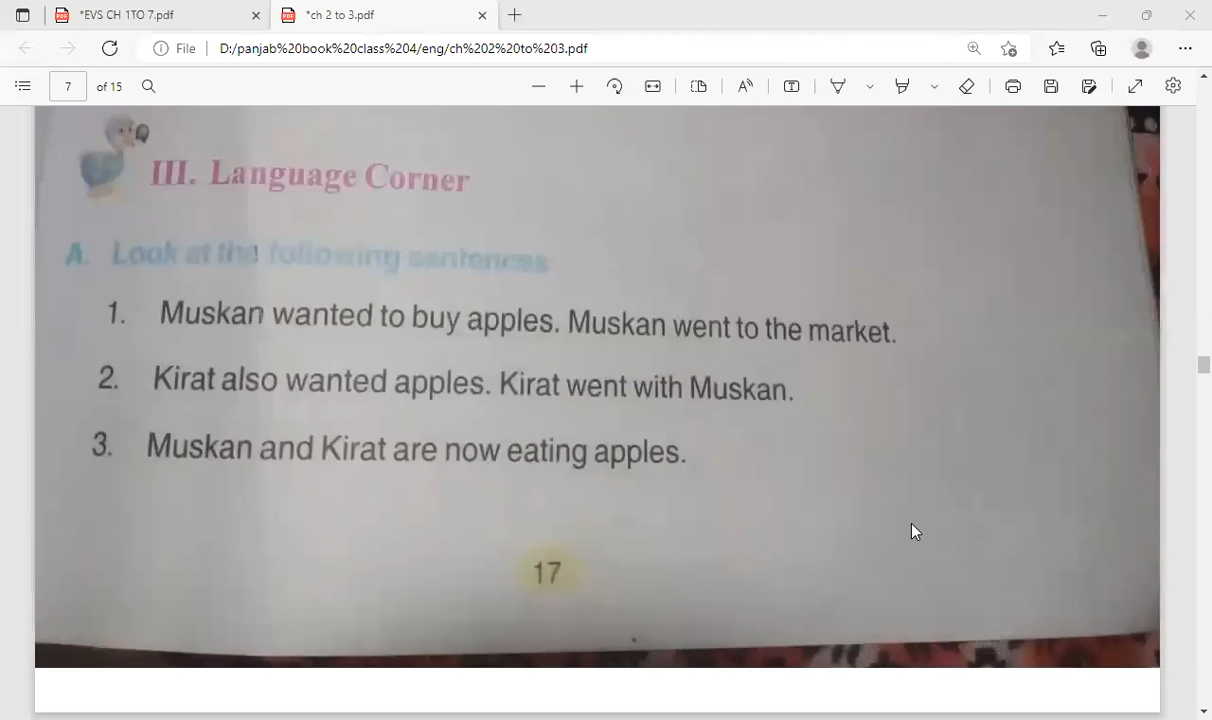 *EVS CH 1TO 7.pdf
*ch 2 to 3.pdf
File
D:/panjab%20book%20class%204/eng/ch%202%20to%203.pdf
7 of 15
III. Language Corner
A. Look at the following sentences
1. Muskan wanted to buy apples. Muskan went to the market.
2. Kirat also wanted apples. Kirat went with Muskan.
3. Muskan and Kirat are now eating apples.
17